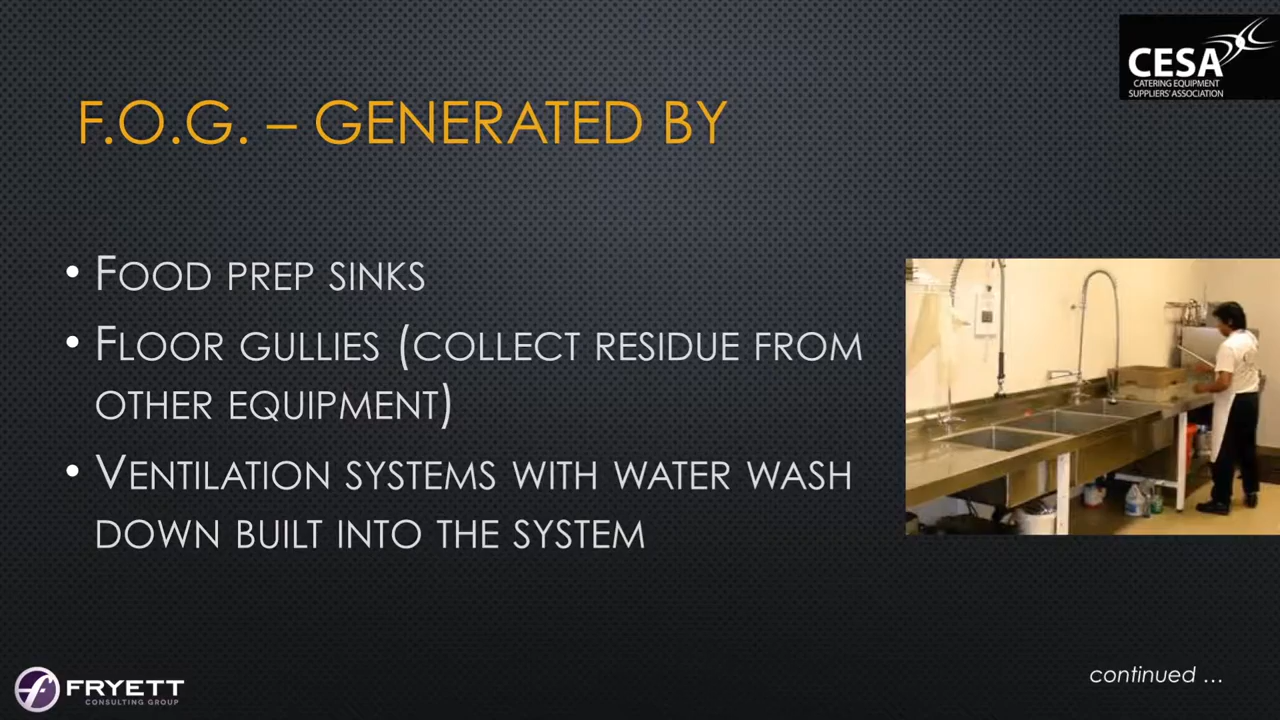 CESA
CATERING EQUIPMENT
SUPPLIERS' ASSOCIATION
F.O.G. – GENERATED BY
• FOOD PREP SINKS
• FLOOR GULLIES (COLLECT RESIDUE FROM
OTHER EQUIPMENT)
• VENTILATION SYSTEMS WITH WATER WASH
DOWN BUILT INTO THE SYSTEM
continued ...
FRYETT
CONSULTING GROUP